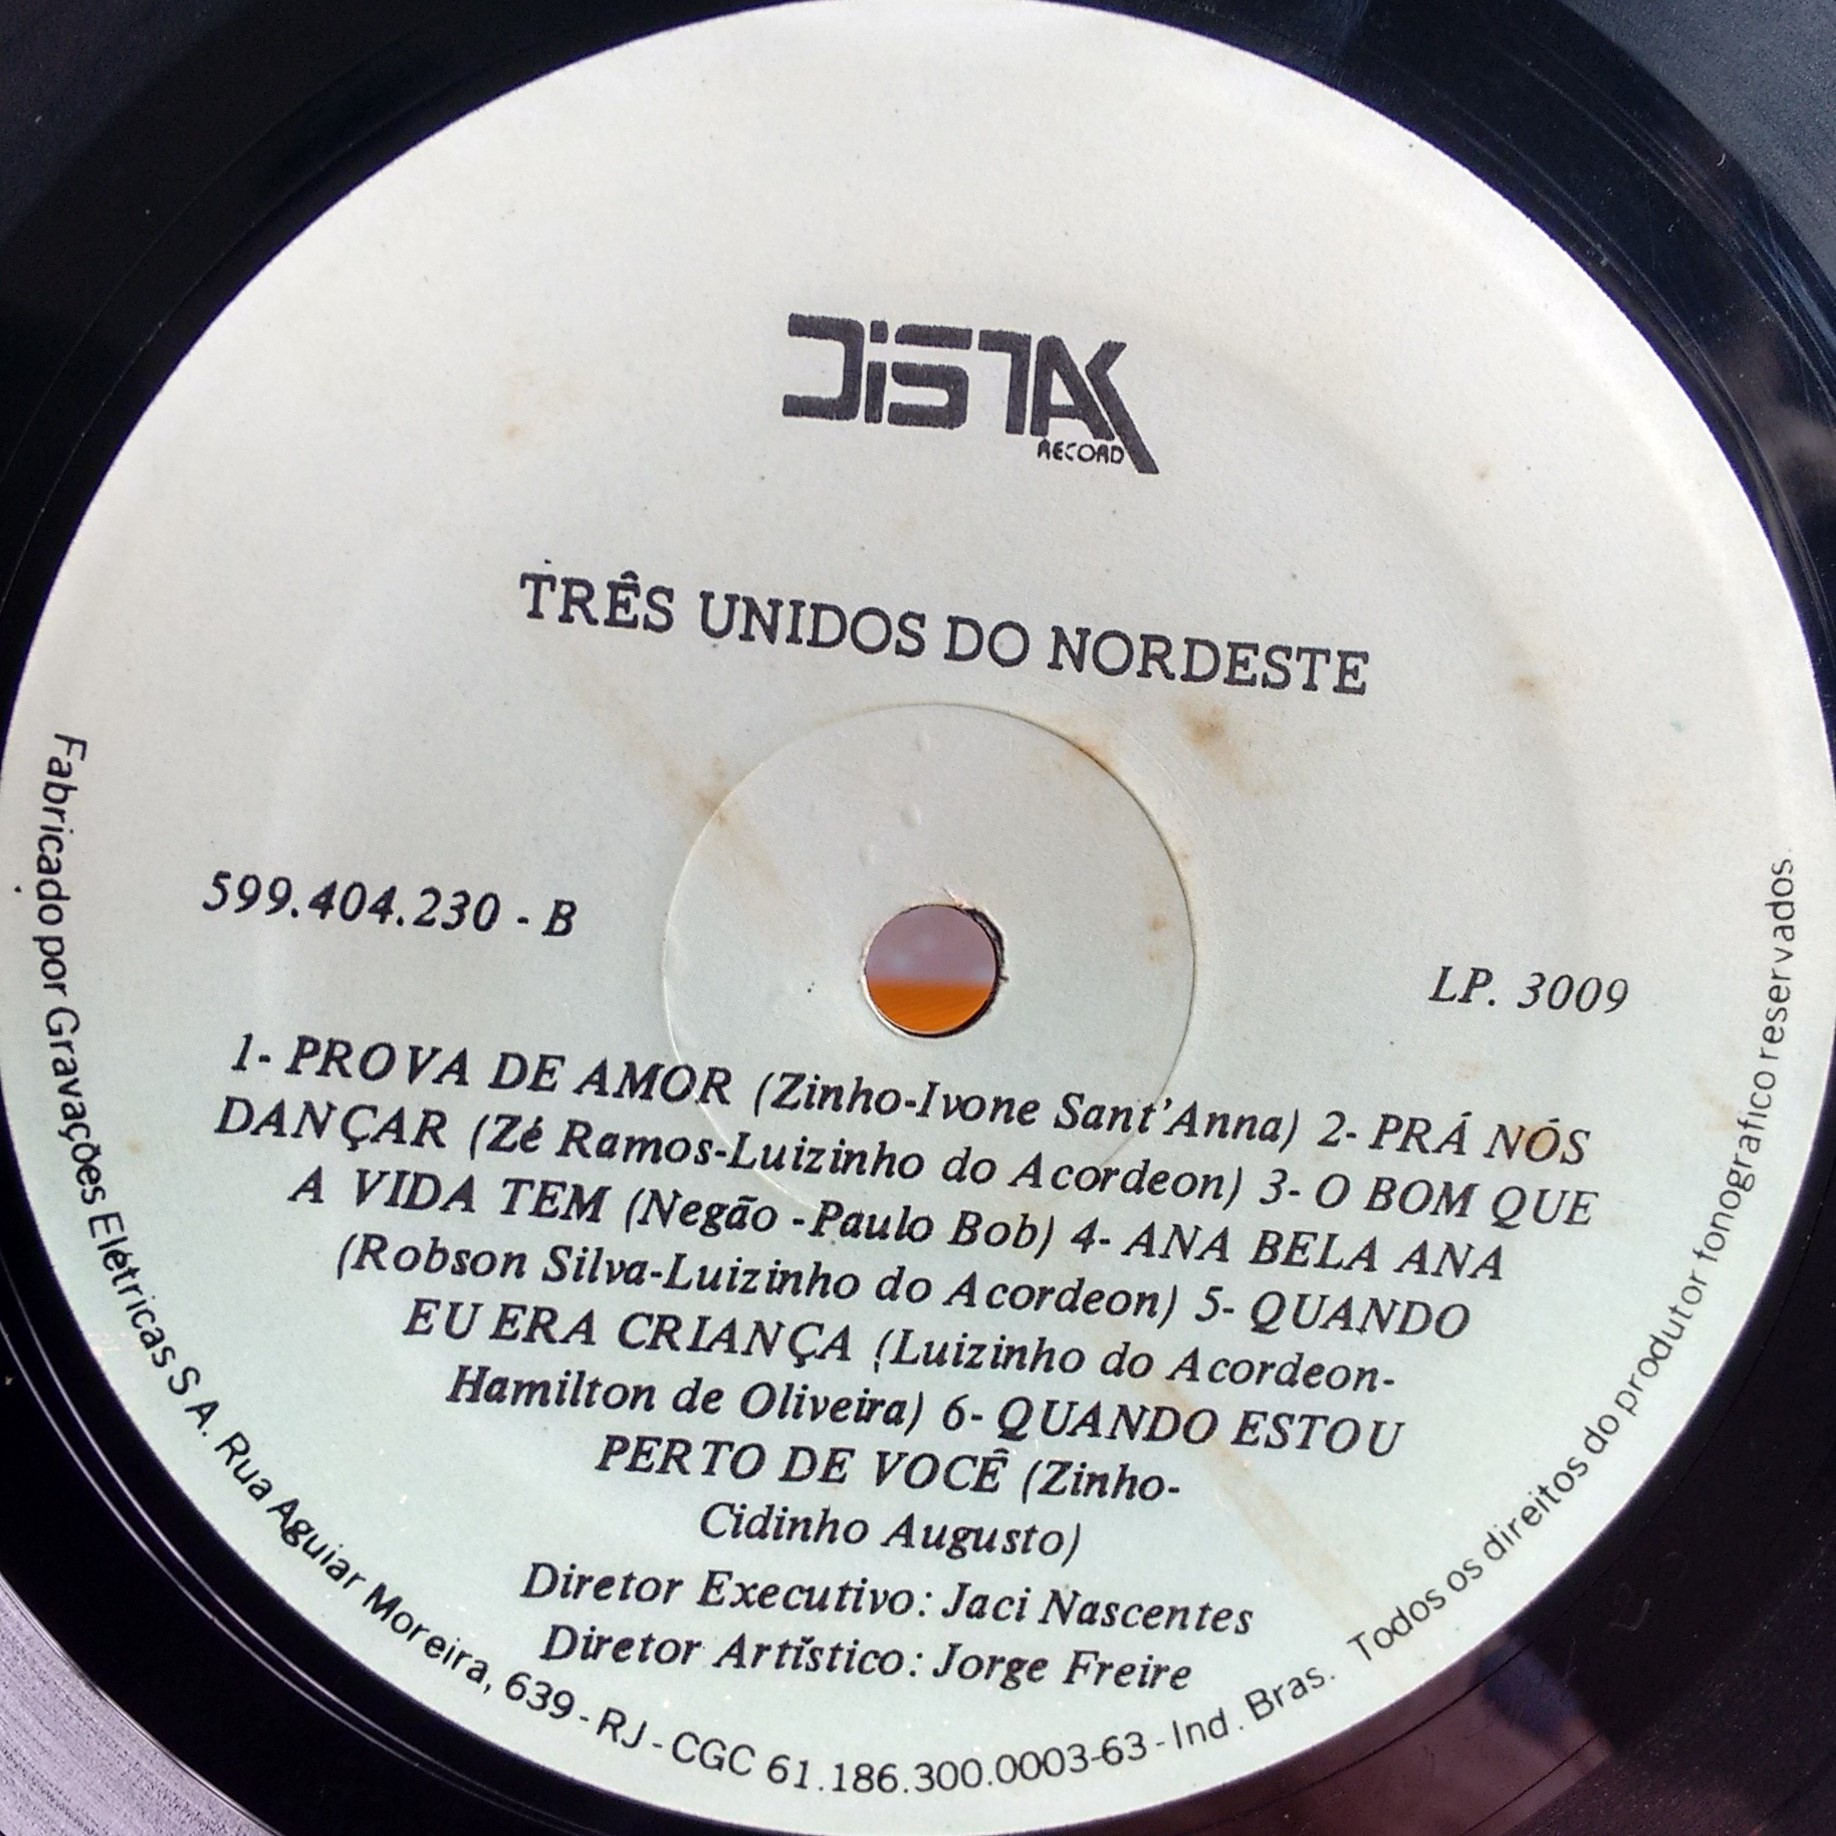 DISTAK
RECORD
TRÊS UNIDOS DO NORDESTE
599.404.230 - B
LP. 3009
1- PROVA DE AMOR (Zinho-Ivone Sant'Anna) 2- PRÁ NÓS
DANÇAR (Zé Ramos-Luizinho do Acordeon) 3- O BOM QUE
A VIDA TEM (Negão -Paulo Bob) 4- ANA BELA ANA
(Robson Silva-Luizinho do Acordeon) 5- QUANDO
EU ERA CRIANÇA (Luizinho do Acordeon-
Hamilton de Oliveira) 6- QUANDO ESTOU
PERTO DE VOCÊ (Zinho-
Cidinho Augusto)
Diretor Executivo: Jaci Nascentes
Diretor Artístico: Jorge Freire
Fabricado por Gravações Elétricas S A. Rua Aguiar Moreira, 639 - RJ - CGC 61.186.300.0003-63 - Ind. Bras. Todos os direitos do produtor fonografico reservados.